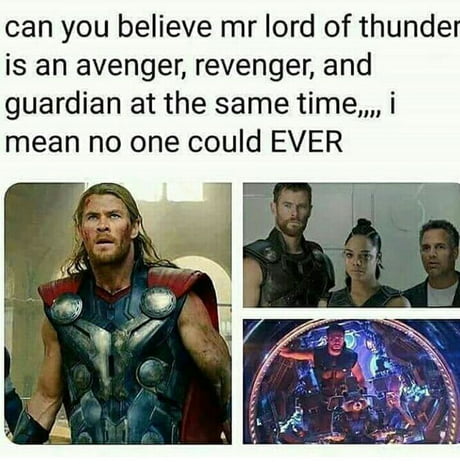 can you believe mr lord of thunder
is an avenger, revenger, and
guardian at the same time,,,, i
mean no one could EVER